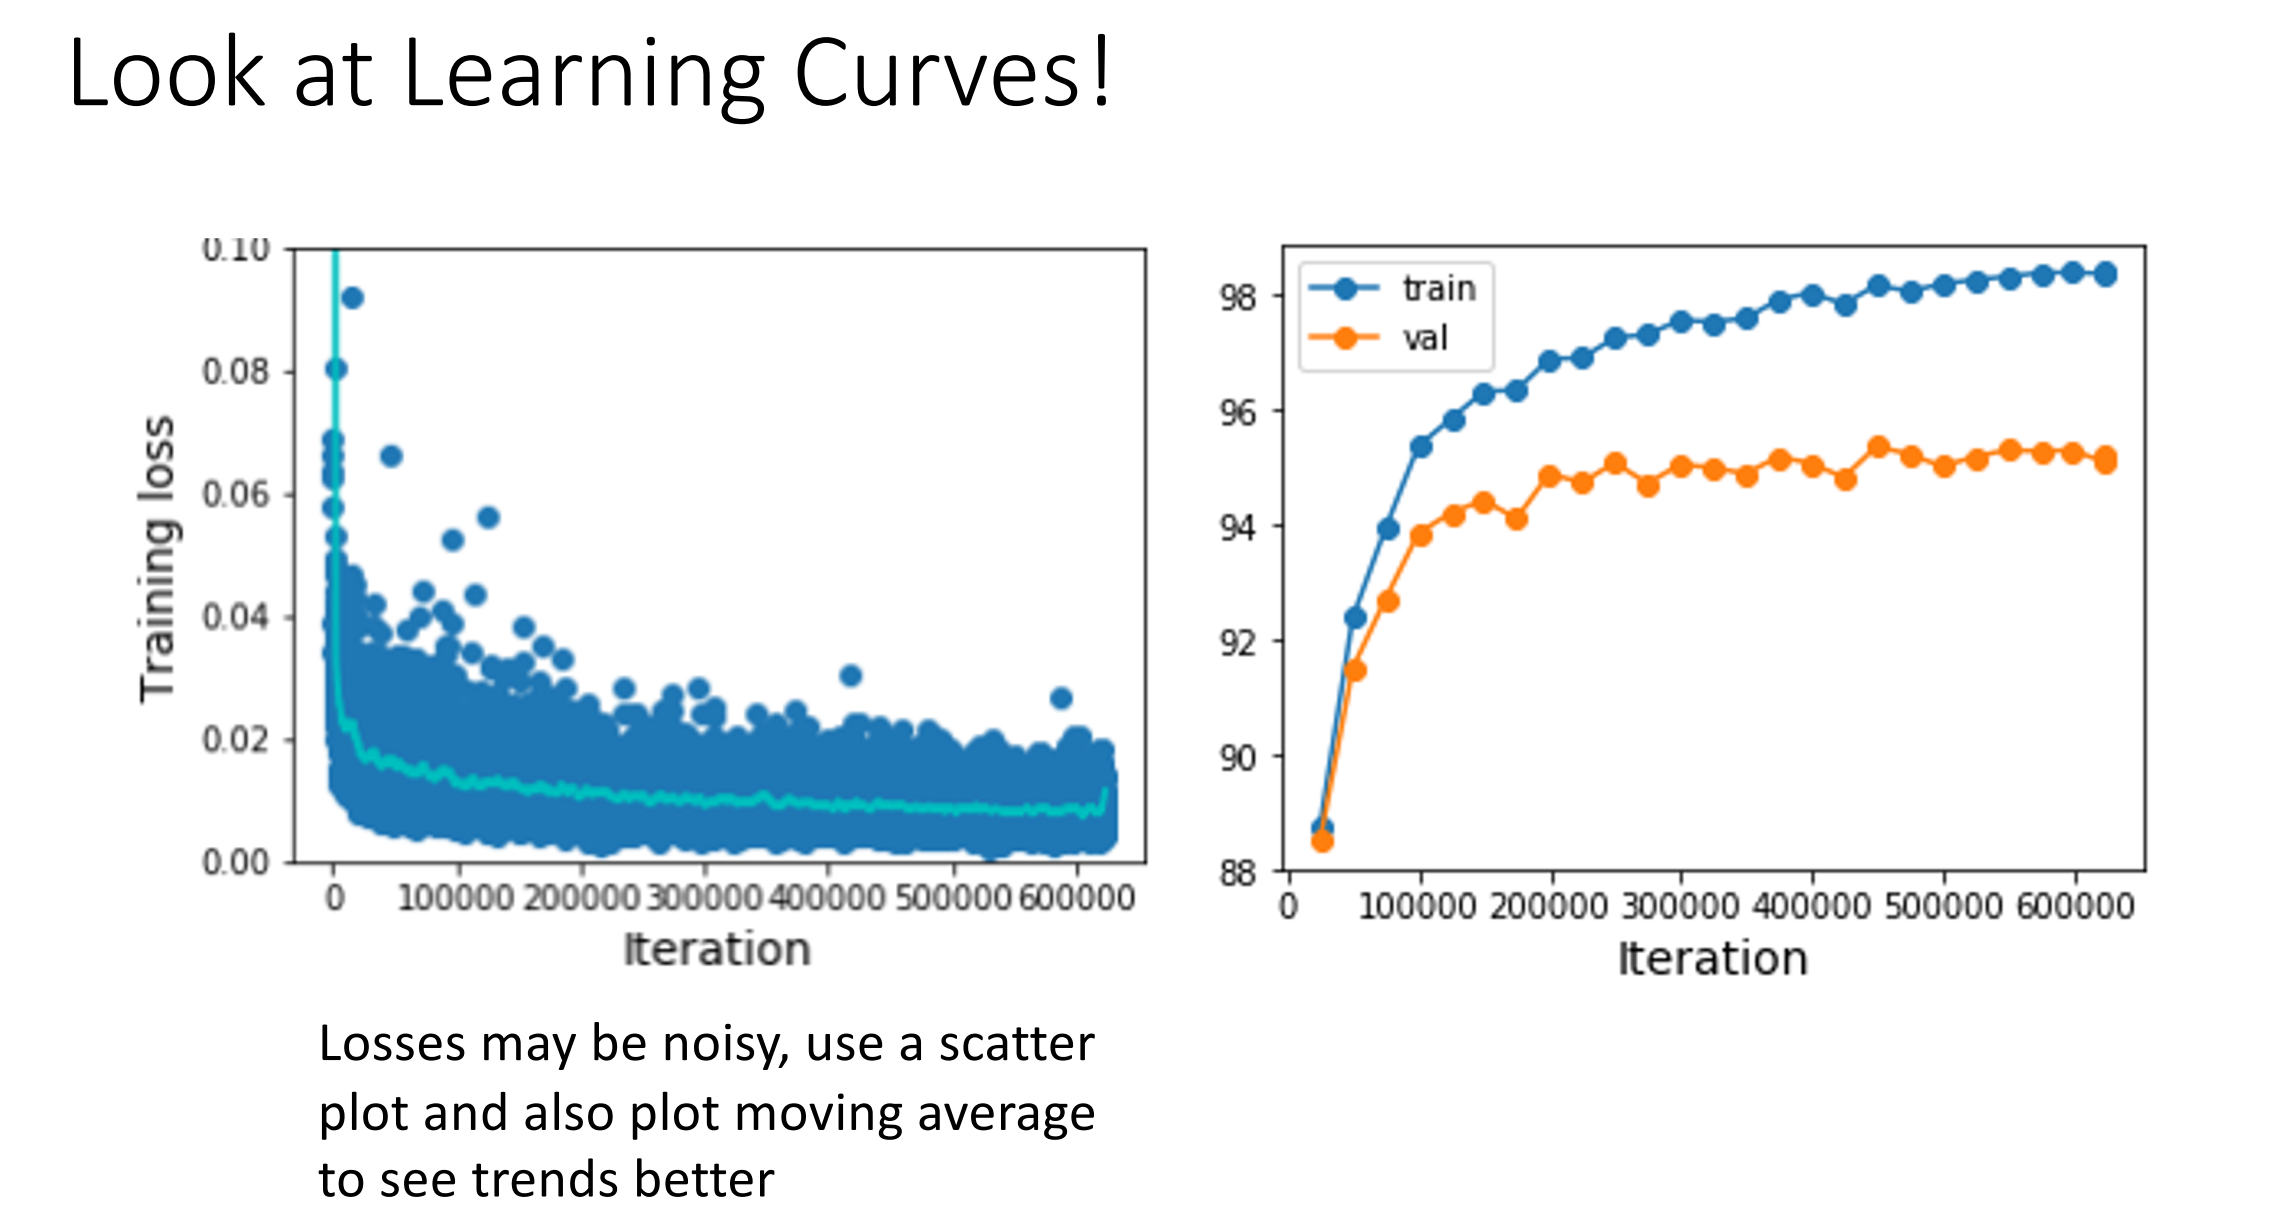 Look at Learning Curves!
0.10
0.08
0.06
0.04
0.02
0.00
Training loss
0 100000 200000 300000 400000 500000 600000
Iteration
train
val
98
96
94
92
90
88
0 100000 200000 300000 400000 500000 600000
Iteration
Losses may be noisy, use a scatter
plot and also plot moving average
to see trends better